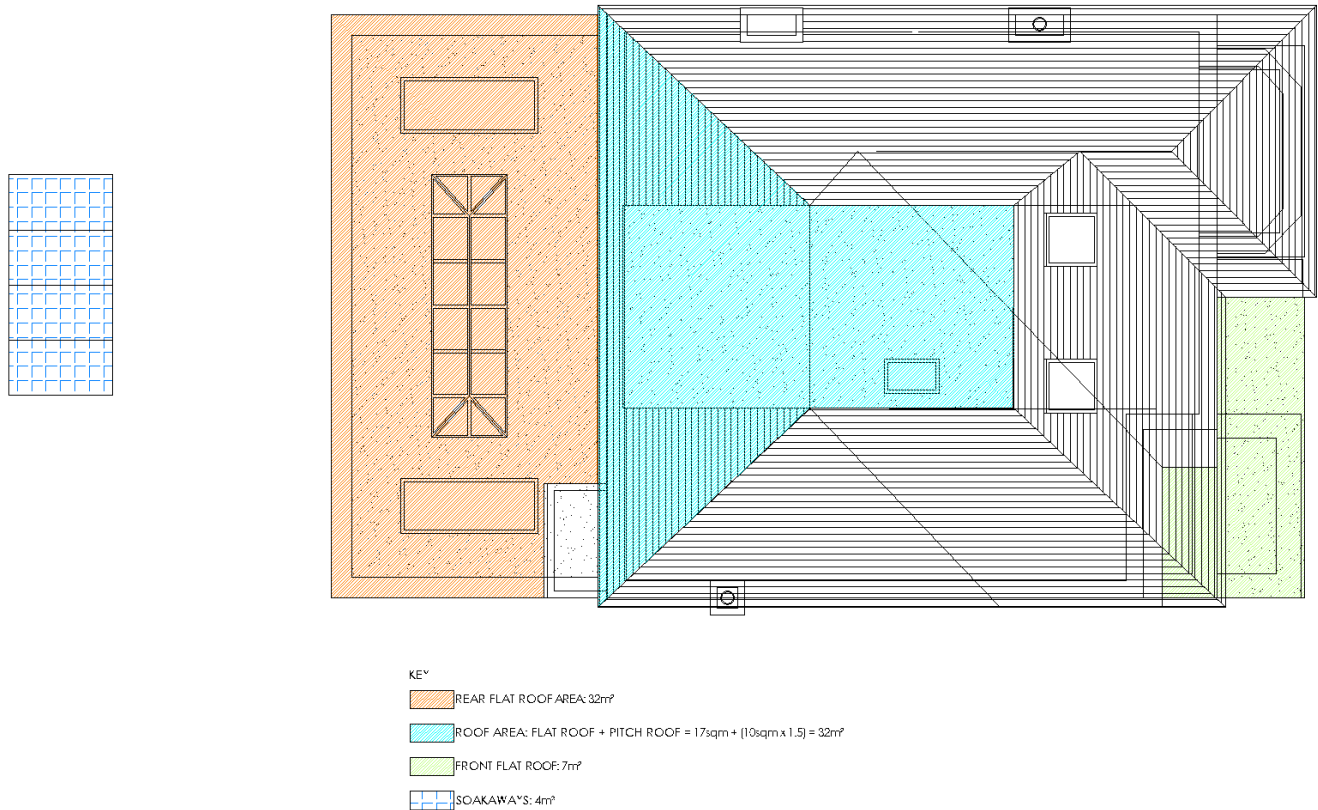 KEY
REAR FLAT ROOF AREA: 32m²
ROOF AREA: FLAT ROOF + PITCH ROOF = 17sqm + (10sqm x 1.5) = 32m²
FRONT FLAT ROOF: 7m²
SOAKAWAYS: 4m³